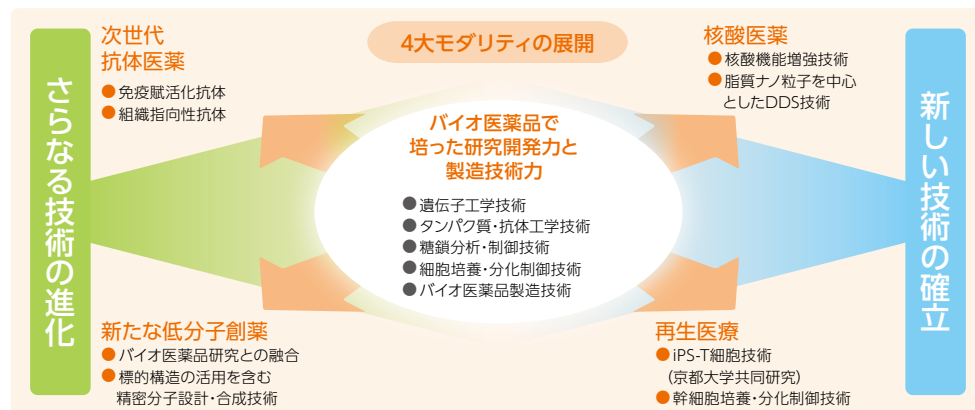 4大モダリティの展開
さらなる技術の進化
次世代
抗体医薬
●免疫賦活化抗体
●組織指向性抗体
核酸医薬
●核酸機能増強技術
●脂質ナノ粒子を中心
としたDDS技術
新しい技術の確立
バイオ医薬品で
培った研究開発力と
製造技術力
●遺伝子工学技術
●タンパク質・抗体工学技術
●糖鎖分析・制御技術
●細胞培養・分化制御技術
●バイオ医薬品製造技術
新たな低分子創薬
●バイオ医薬品研究との融合
●標的構造の活用を含む
精密分子設計・合成技術
再生医療
●iPS-T細胞技術
(京都大学共同研究)
●幹細胞培養・分化制御技術